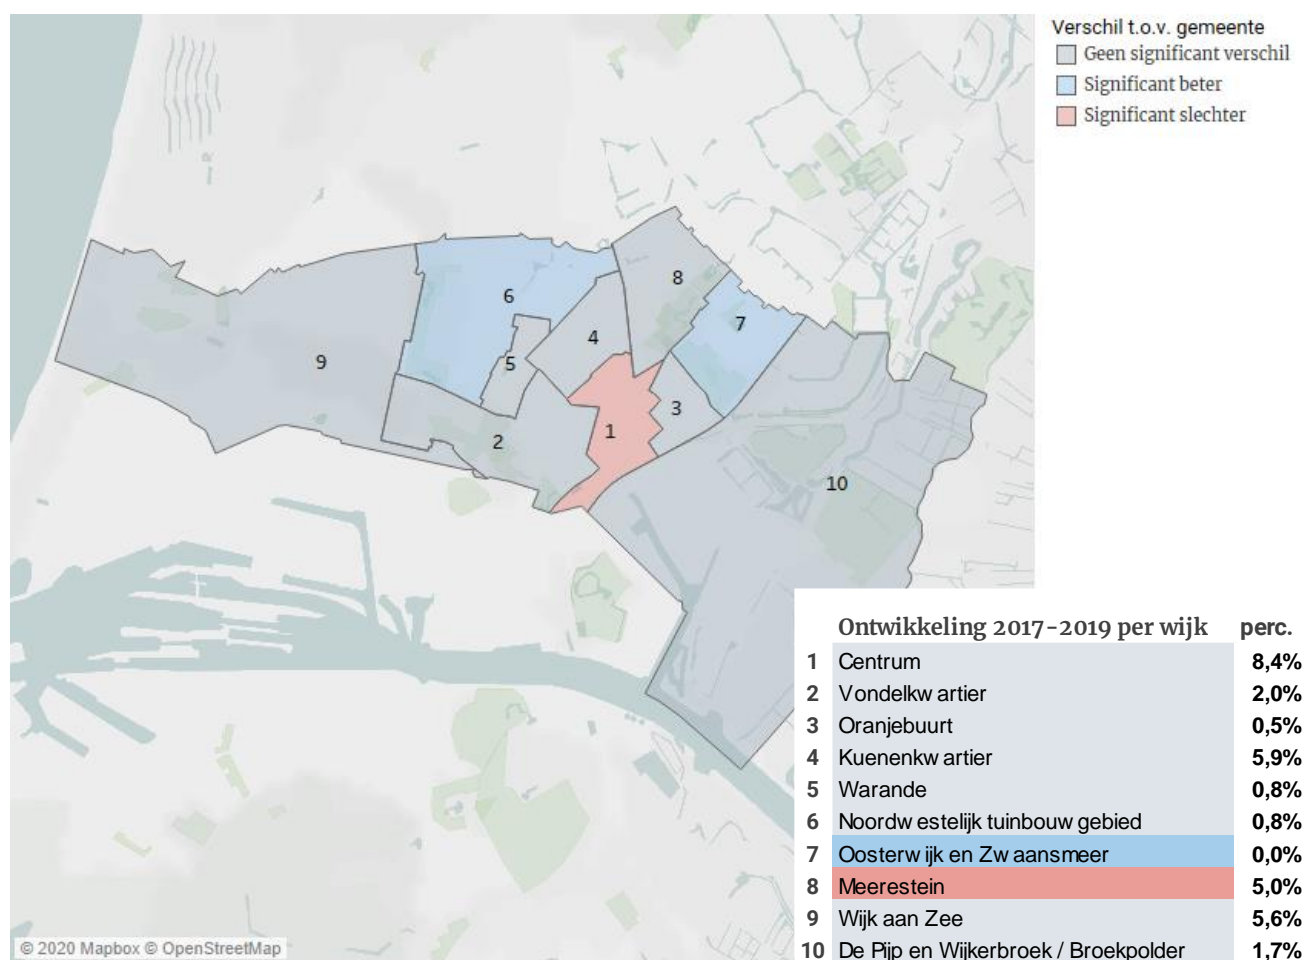 Verschil t.o.v. gemeente
Geen significant verschil
Significant beter
Significant slechter
8
6
7
4
9
5
3
1
2
10
Ontwikkeling 2017-2019 per wijk perc.
1 Centrum 8,4%
2 Vondelkw artier 2,0%
3 Oranjebuurt 0,5%
4 Kuenenkw artier 5,9%
5 Warande 0,8%
6 Noordw estelijk tuinbouw gebied 0,8%
7 Oosterw ijk en Zw aansmeer 0,0%
8 Meerestein 5,0%
9 Wijk aan Zee 5,6%
10 De Pijp en Wijkerbroek / Broekpolder 1,7%
© 2020 Mapbox © OpenStreetMap